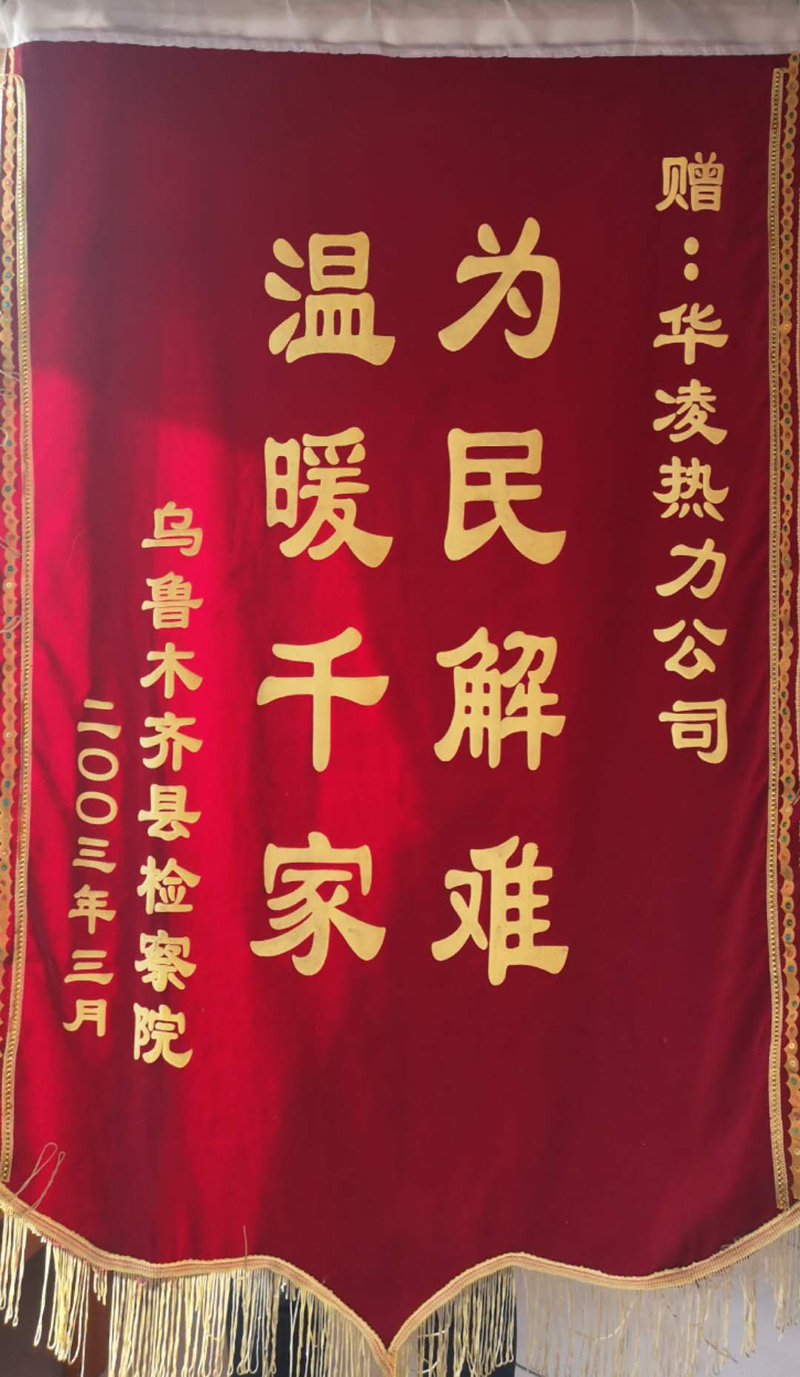 赠：华凌热力公司
为民解难
温暖千家
乌鲁木齐县检察院
二〇〇三年三月